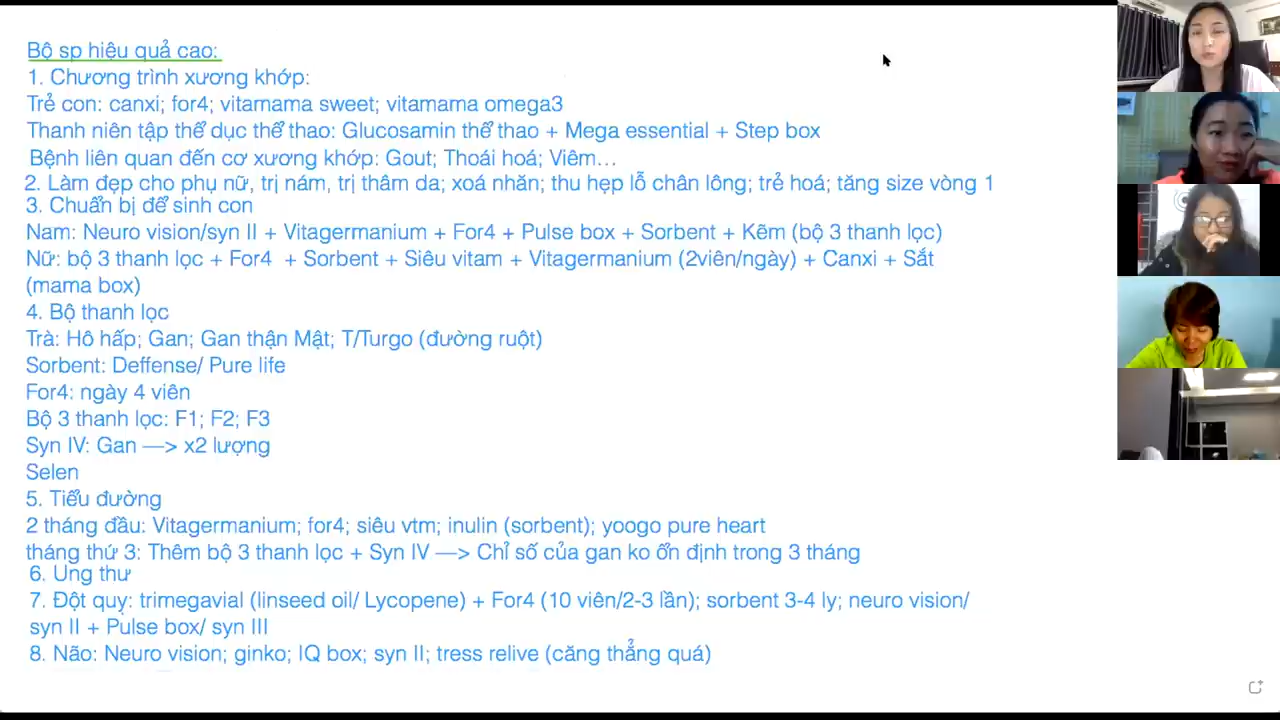 Bộ sp hiệu quả cao:
1. Chương trình xương khớp:
Trẻ con: canxi; for4; vitamama sweet; vitamama omega3
Thanh niên tập thể dục thể thao: Glucosamin thể thao + Mega essential + Step box
Bệnh liên quan đến cơ xương khớp: Gout; Thoái hoá; Viêm...
2. Làm đẹp cho phụ nữ, trị nám, trị thâm da; xoá nhăn; thu hẹp lỗ chân lông; trẻ hoá; tăng size vòng 1
3. Chuẩn bị để sinh con
Nam: Neuro vision/syn II + Vitagermanium + For4 + Pulse box + Sorbent + Kẽm (bộ 3 thanh lọc)
Nữ: bộ 3 thanh lọc + For4 + Sorbent + Siêu vitam + Vitagermanium (2viên/ngày) + Canxi + Sắt
(mama box)
4. Bộ thanh lọc
Trà: Hô hấp; Gan; Gan thận Mật; T/Turgo (đường ruột)
Sorbent: Deffense/ Pure life
For4: ngày 4 viên
Bộ 3 thanh lọc: F1; F2; F3
Syn IV: Gan —> x2 lượng
Selen
5. Tiểu đường
2 tháng đầu: Vitagermanium; for4; siêu vtm; inulin (sorbent); yoogo pure heart
tháng thứ 3: Thêm bộ 3 thanh lọc + Syn IV —> Chỉ số của gan ko ổn định trong 3 tháng
6. Ung thư
7. Đột quỵ: trimegavial (linseed oil/ Lycopene) + For4 (10 viên/2-3 lần); sorbent 3-4 ly; neuro vision/
syn II + Pulse box/ syn III
8. Não: Neuro vision; ginko; IQ box; syn II; tress relive (căng thẳng quá)